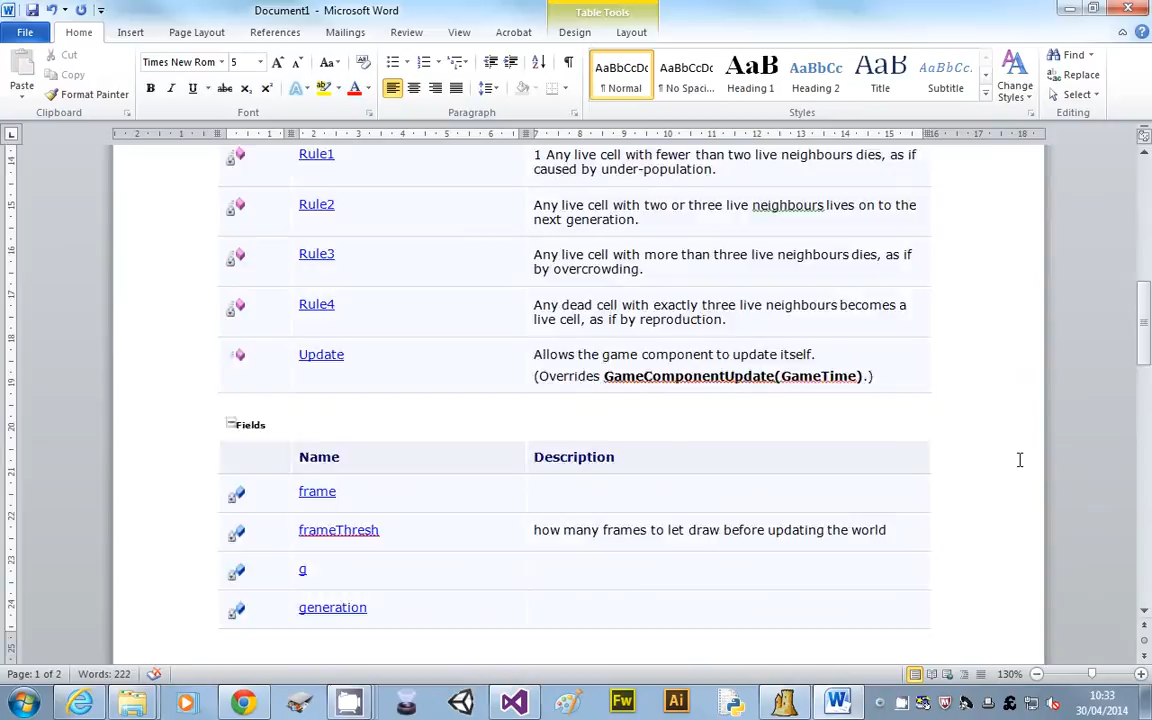 Document1 - Microsoft Word
Table Tools
File Home Insert Page Layout References Mailings Review View Acrobat Design Layout
Cut
Copy
Format Painter
Paste
Clipboard
Times New Rom 5
Font
Paragraph
AaBbCcDc AaBbCcDc AaB AaBbCc AaB AaBbCc.
¶ Normal ¶ No Spaci... Heading 1 Heading 2 Title Subtitle
Styles
Change
Styles
Find
Replace
Select
Editing
Rule1 1 Any live cell with fewer than two live neighbours dies, as if
caused by under-population.
Rule2 Any live cell with two or three live neighbours lives on to the
next generation.
Rule3 Any live cell with more than three live neighbours dies, as if
by overcrowding.
Rule4 Any dead cell with exactly three live neighbours becomes a
live cell, as if by reproduction.
Update Allows the game component to update itself.
(Overrides GameComponentUpdate(GameTime).)
Fields
Name Description
frame
frameThresh how many frames to let draw before updating the world
g
generation
Page: 1 of 2 Words: 222 130%
Fw Ai
10:33
30/04/2014